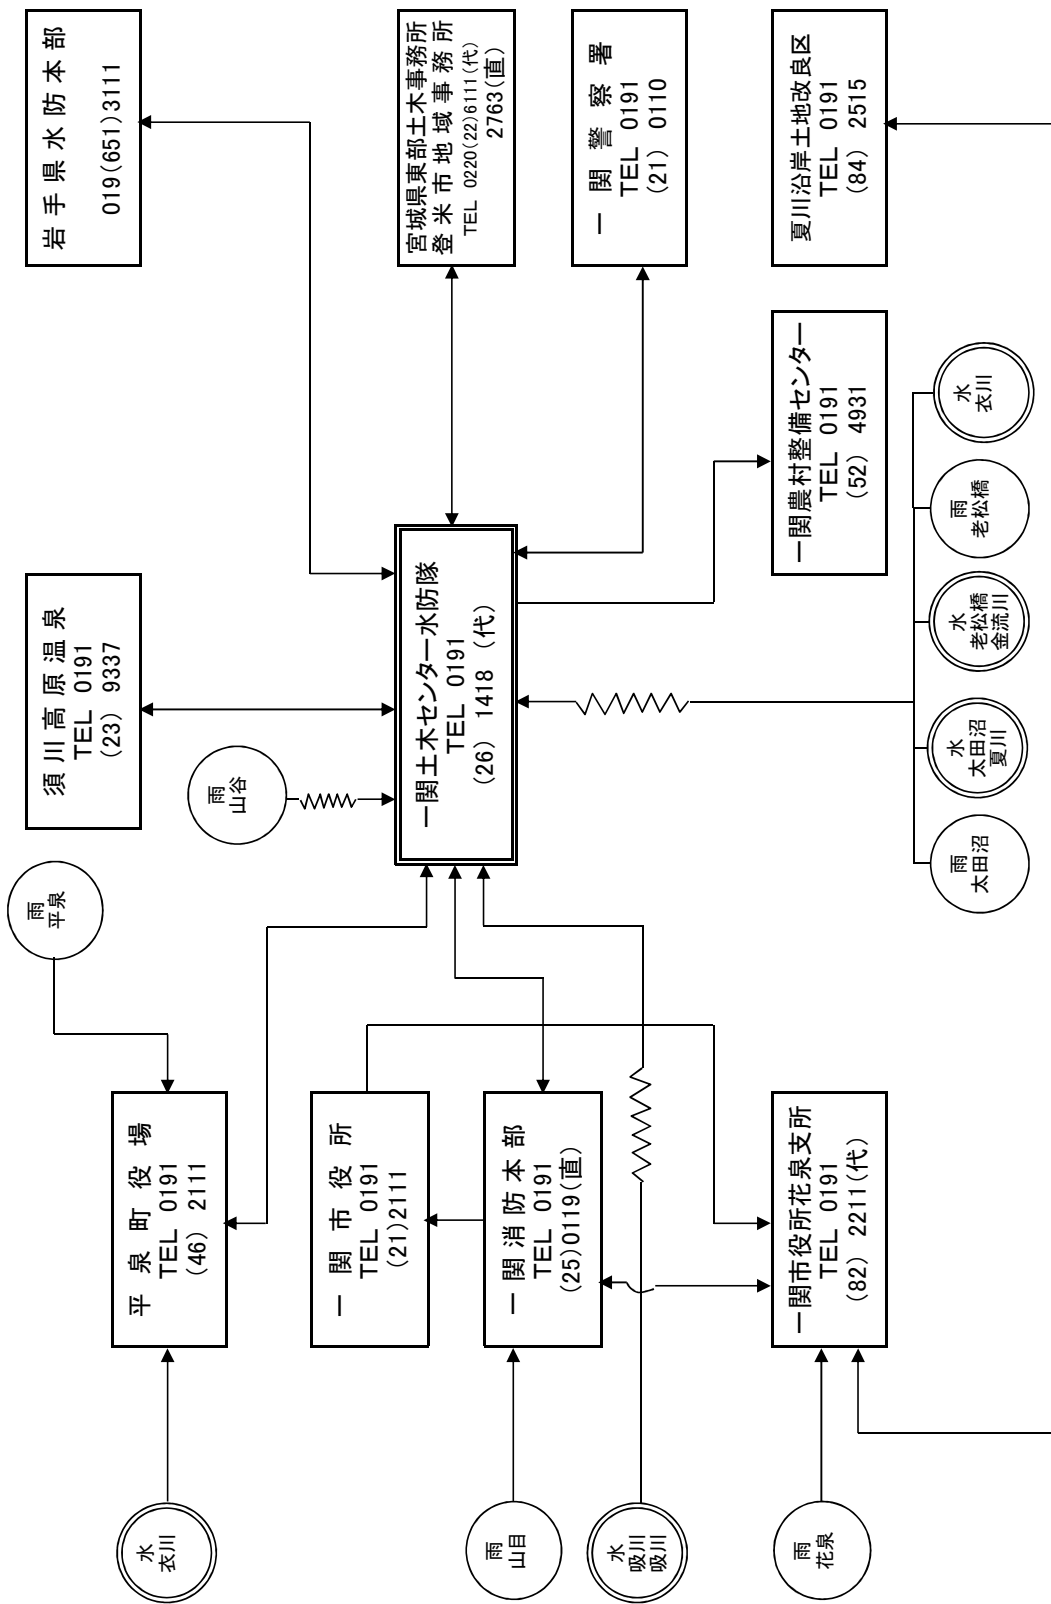 岩手県水防本部
019(651)3111
宮城県東部土木事務所
登米市地域事務所
TEL 0220(22)6111(代)
2763(直)
一関警察署
TEL 0191
(21) 0110
夏川沿岸土地改良区
TEL 0191
(84) 2515
須川高原温泉
TEL 0191
(23) 9337
一関土木センター水防隊
TEL 0191
(26) 1418 (代)
一関農村整備センター
TEL 0191
(52) 4931
水
衣川
雨
老松橋
水
老松橋
金流川
水
太田沼
夏川
雨
太田沼
雨
山谷
雨
平泉
平泉町役場
TEL 0191
(46) 2111
一関市役所
TEL 0191
(21)2111
一関消防本部
TEL 0191
(25)0119(直)
一関市役所花泉支所
TEL 0191
(82) 2211(代)
水
衣川
雨
山目
水
吸川
吸川
雨
花泉